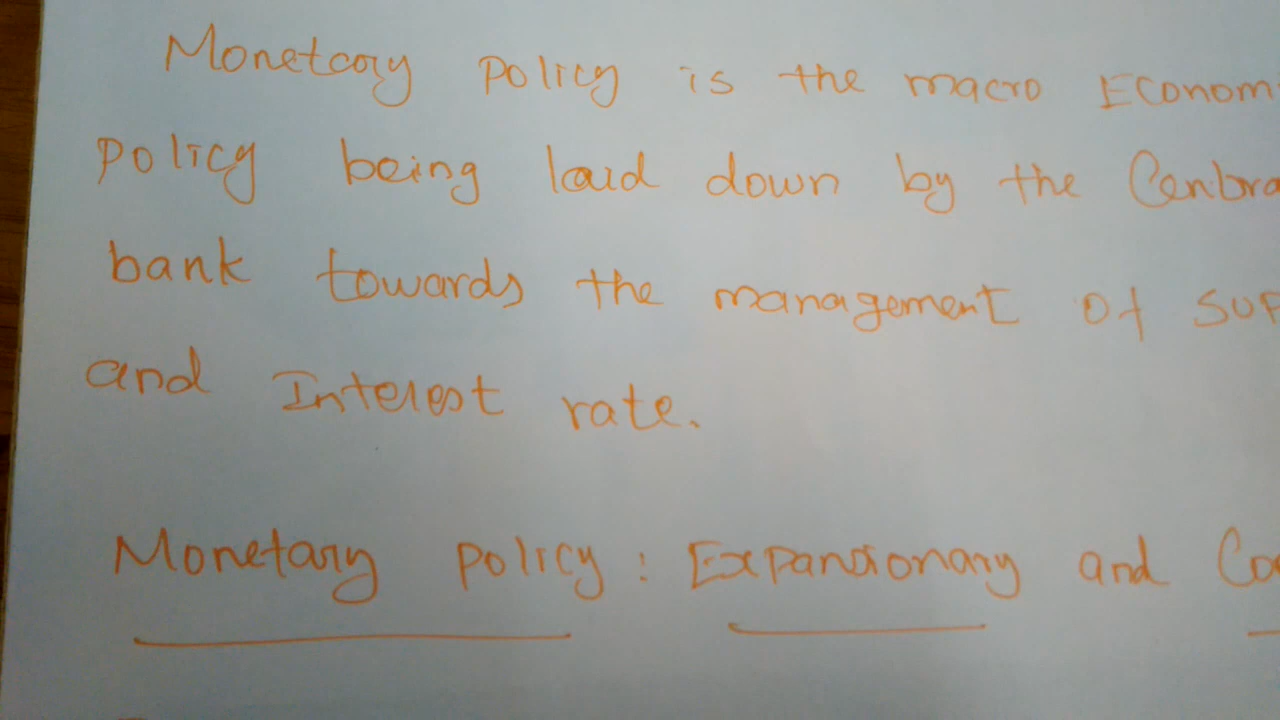 Monetary policy is the macro Econom
policy being laid down by the Centra
bank towards the management of sup
and Interest rate.
Monetary policy: Expansionary and Co